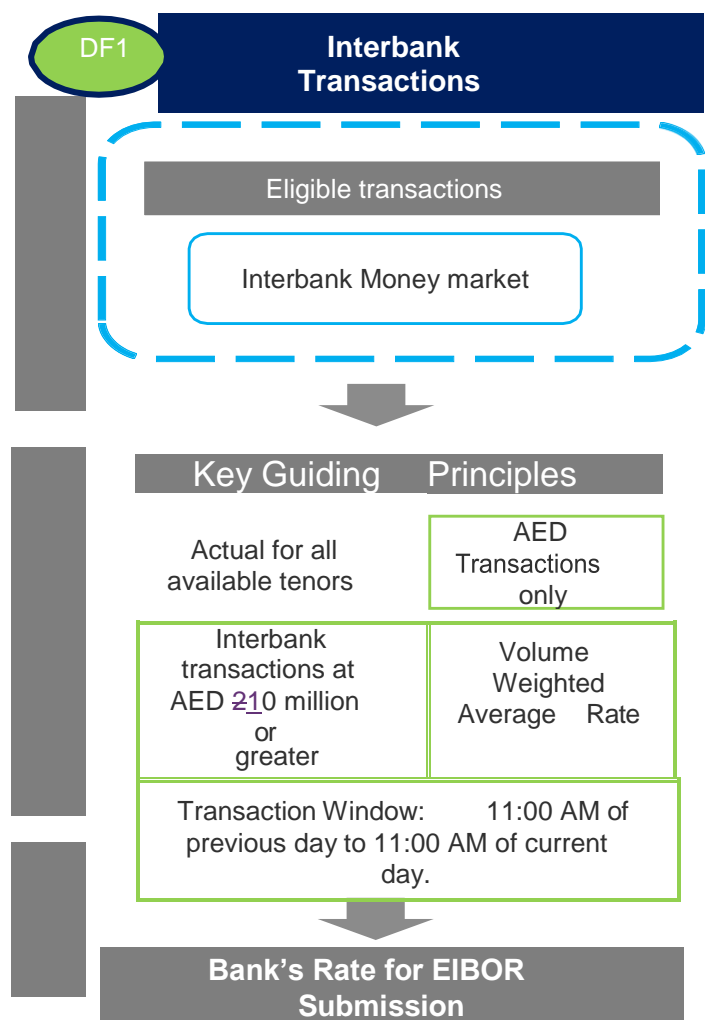 DF1
Interbank
Transactions
Eligible transactions
Interbank Money market
Key Guiding Principles
Actual for all
available tenors
AED
Transactions
only
Interbank
transactions at
AED 210 million
or
greater
Volume
Weighted
Average Rate
Transaction Window: 11:00 AM of
previous day to 11:00 AM of current
day.
Bank’s Rate for EIBOR
Submission